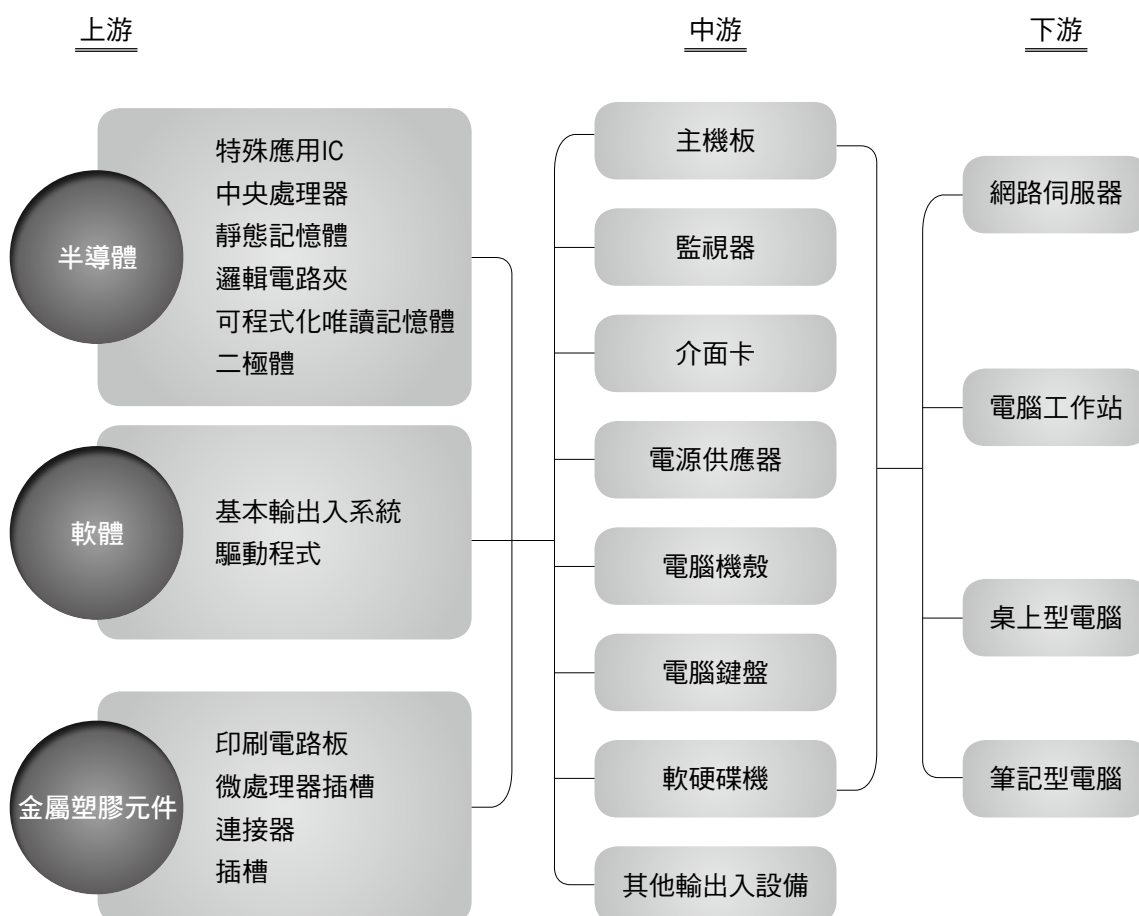 上游
中游
下游
半導體
特殊應用IC
中央處理器
靜態記憶體
邏輯電路夾
可程式化唯讀記憶體
二極體
軟體
基本輸出入系統
驅動程式
金屬塑膠元件
印刷電路板
微處理器插槽
連接器
插槽
主機板
監視器
介面卡
電源供應器
電腦機殼
電腦鍵盤
軟硬碟機
其他輸出入設備
網路伺服器
電腦工作站
桌上型電腦
筆記型電腦